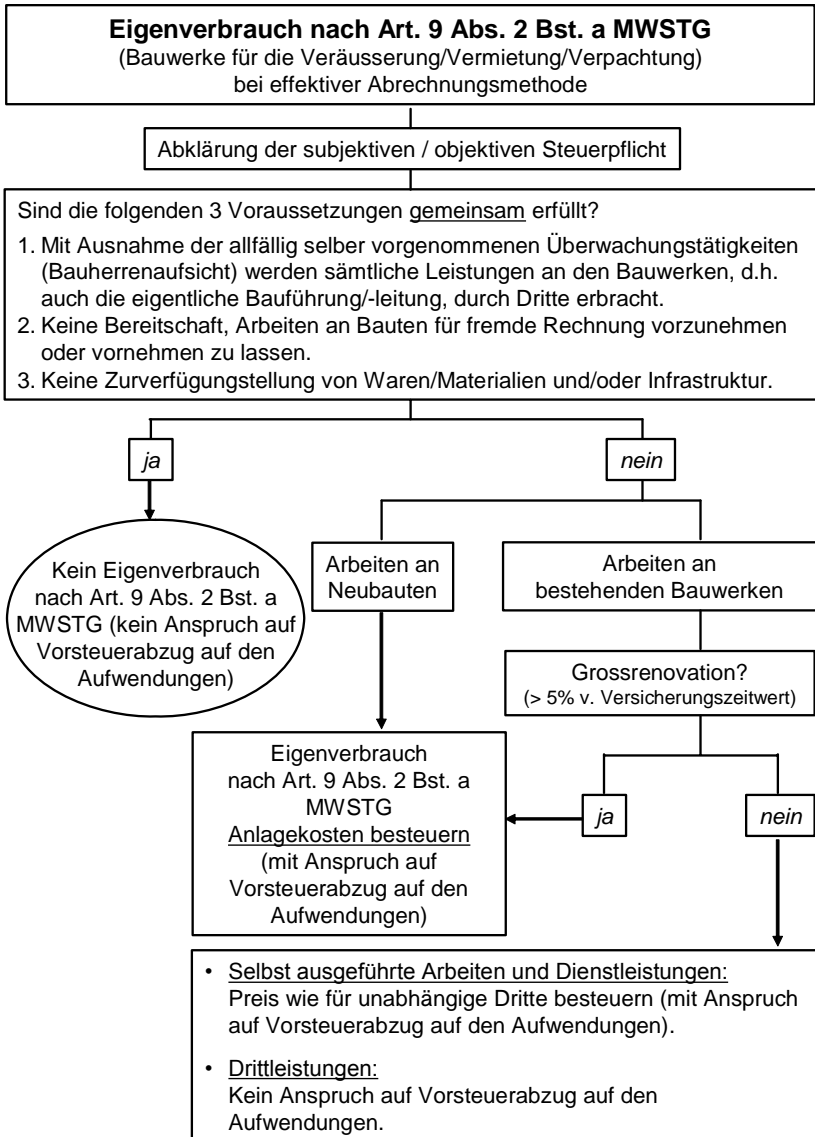 Eigenverbrauch nach Art. 9 Abs. 2 Bst. a MWSTG
(Bauwerke für die Veräusserung/Vermietung/Verpachtung)
bei effektiver Abrechnungsmethode
Abklärung der subjektiven / objektiven Steuerpflicht
Sind die folgenden 3 Voraussetzungen gemeinsam erfüllt?
1. Mit Ausnahme der allfällig selber vorgenommenen Überwachungstätigkeiten
(Bauherrenaufsicht) werden sämtliche Leistungen an den Bauwerken, d.h.
auch die eigentliche Bauführung/-leitung, durch Dritte erbracht.
2. Keine Bereitschaft, Arbeiten an Bauten für fremde Rechnung vorzunehmen
oder vornehmen zu lassen.
3. Keine Zurverfügungstellung von Waren/Materialien und/oder Infrastruktur.
ja
nein
Kein Eigenverbrauch
nach Art. 9 Abs. 2 Bst. a
MWSTG (kein Anspruch auf
Vorsteuerabzug auf den
Aufwendungen)
Arbeiten an
Neubauten
Arbeiten an
bestehenden Bauwerken
Grossrenovation?
(> 5% v. Versicherungszeitwert)
Eigenverbrauch
nach Art. 9 Abs. 2 Bst. a
MWSTG
Anlagekosten besteuern
(mit Anspruch auf
Vorsteuerabzug auf den
Aufwendungen)
ja
nein
• Selbst ausgeführte Arbeiten und Dienstleistungen:
Preis wie für unabhängige Dritte besteuern (mit Anspruch
auf Vorsteuerabzug auf den Aufwendungen).
• Drittleistungen:
Kein Anspruch auf Vorsteuerabzug auf den
Aufwendungen.